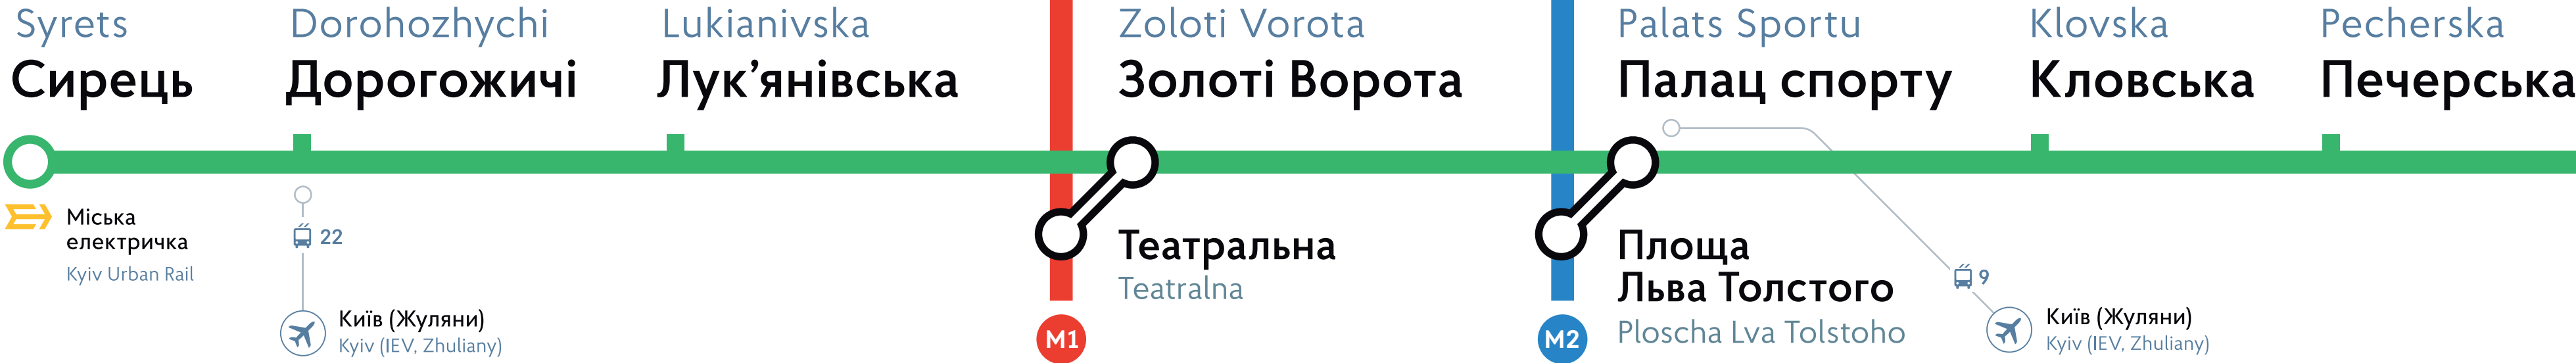 Syrets
Сирець
Dorohozhychi
Дорогожичі
Lukianivska
Лук’янівська
Zoloti Vorota
Золоті Ворота
Palats Sportu
Палац спорту
Klovska
Кловська
Pecherska
Печерська
Міська
електричка
Kyiv Urban Rail
22
Київ (Жуляни)
Kyiv (IEV, Zhuliany)
Театральна
Teatralna
M1
Площа
Льва Толстого
Ploscha Lva Tolstoho
M2
9
Київ (Жуляни)
Kyiv (IEV, Zhuliany)